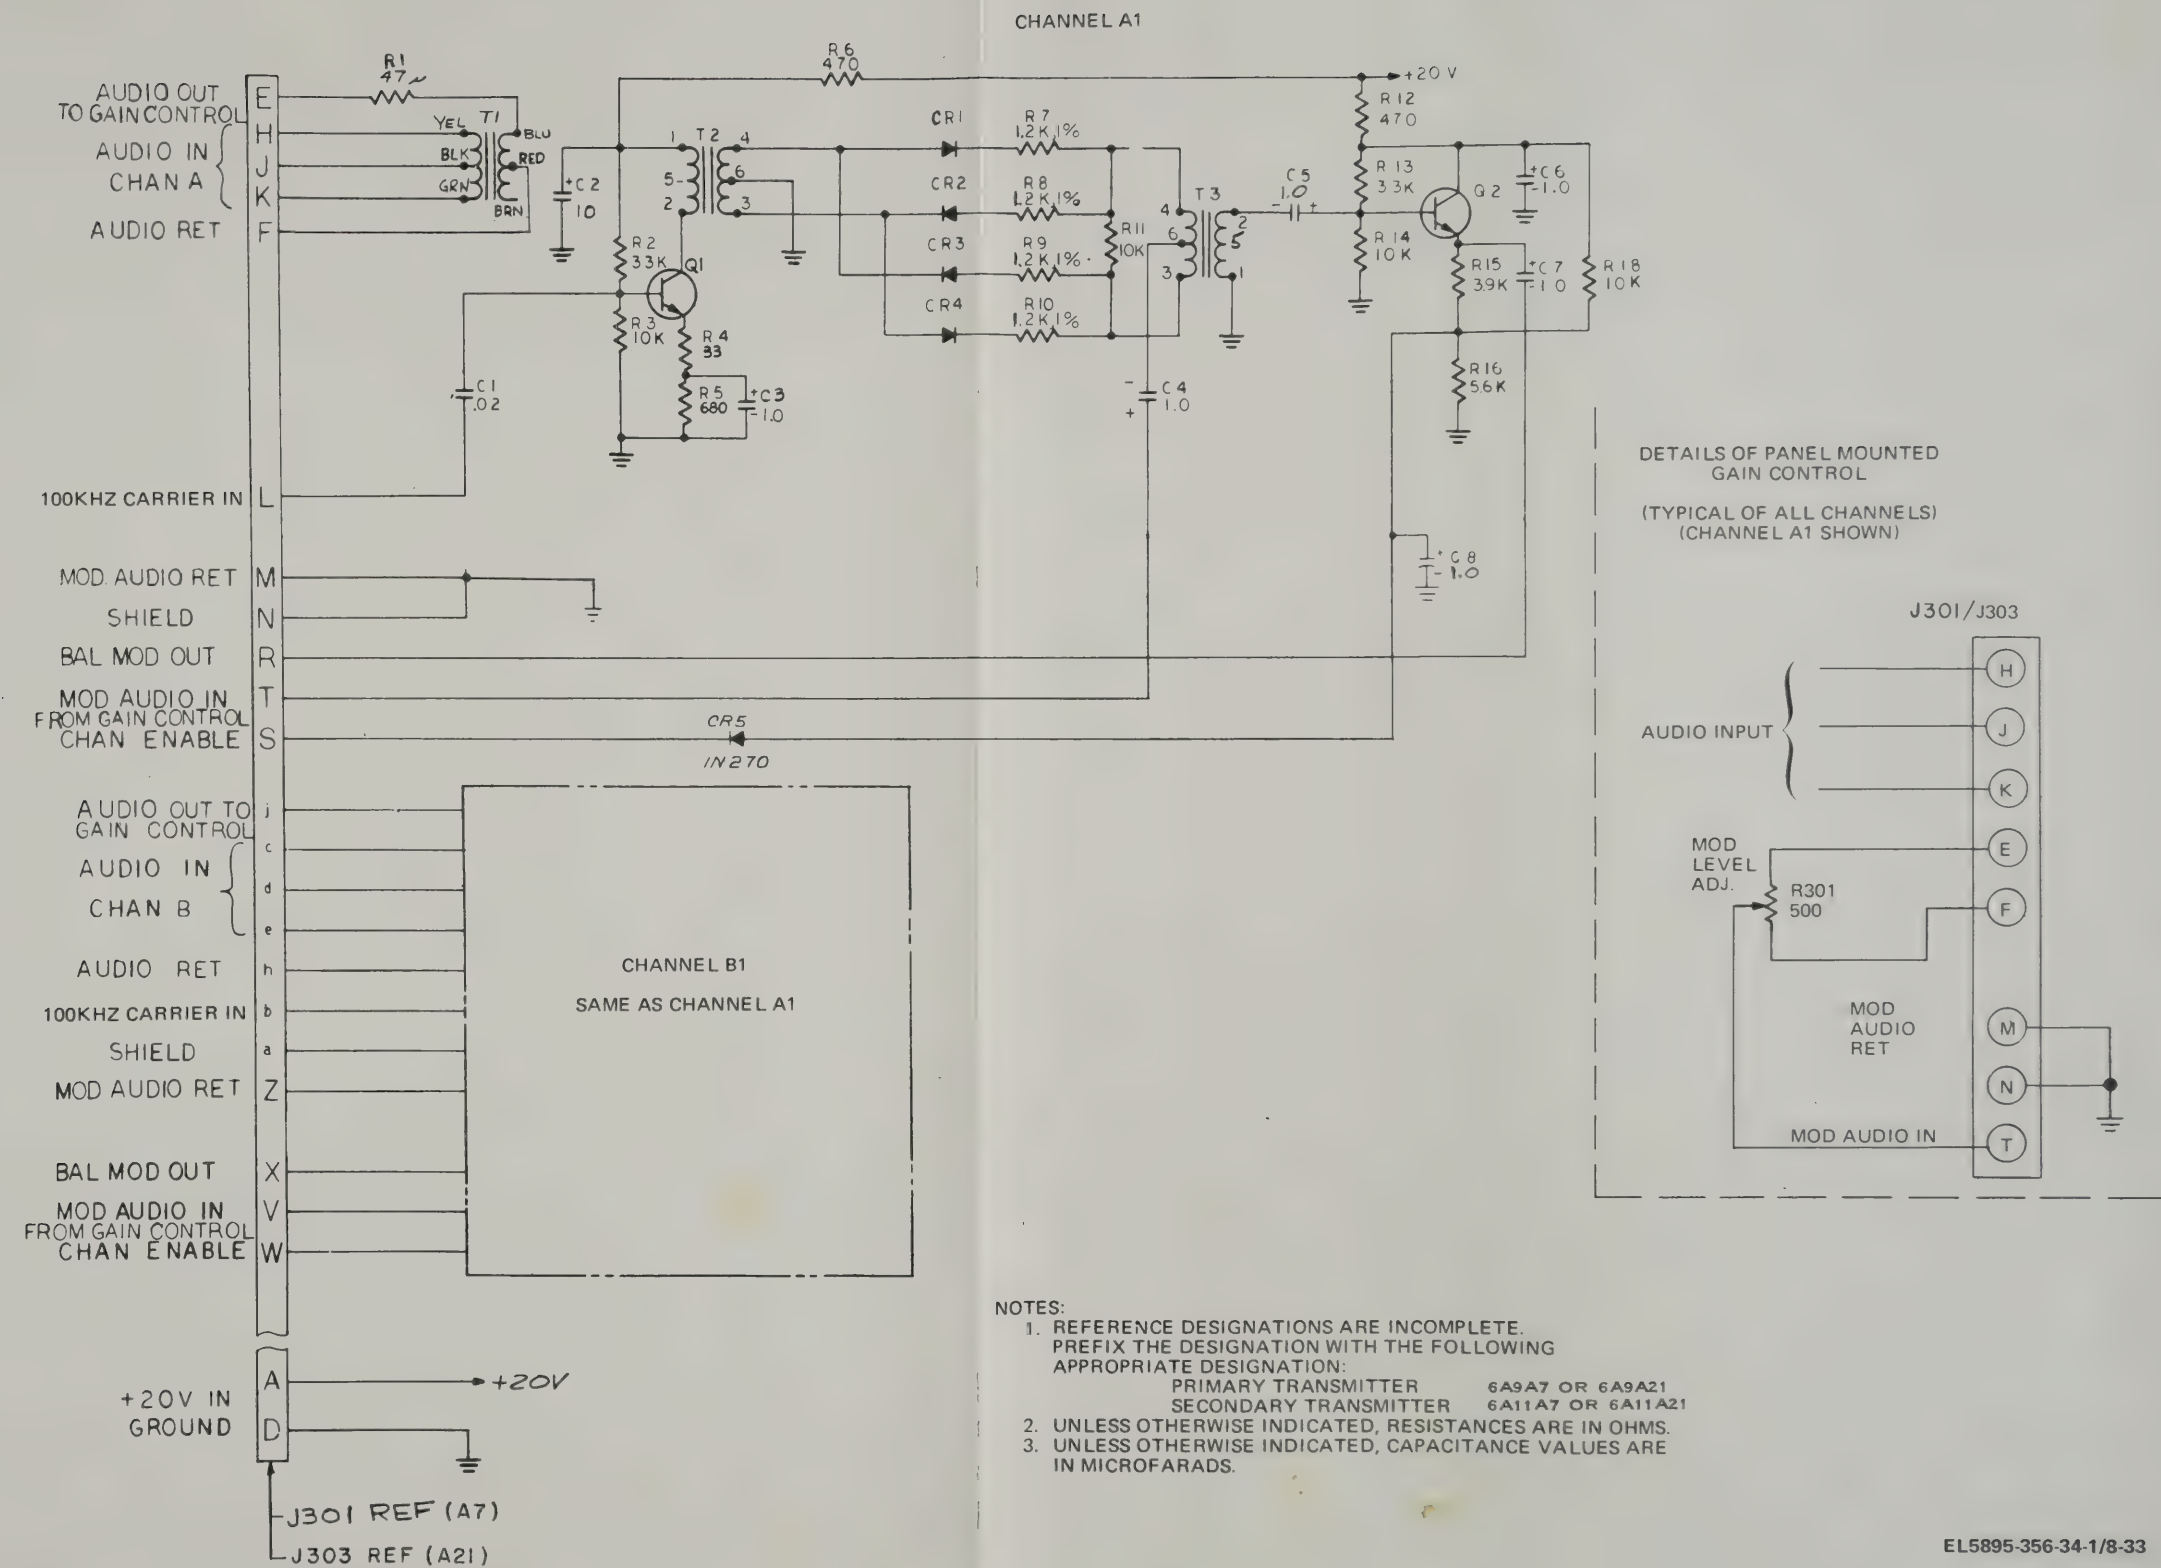 CHANNEL A1
R1
47
R6
470
+20 V
AUDIO OUT
TO GAIN CONTROL
E
H
AUDIO IN
CHAN A
J
K
AUDIO RET
F
YEL
T1
BLU
BLK
RED
GRN
BRN
+C2
10
1
T2
4
5-
6
2
3
CR1
R7
1.2K,1%
CR2
R8
1.2K,1%
CR3
R9
1.2K,1%
CR4
R10
1.2K,1%
R11
10K
R2
33K
Q1
R3
10K
R4
33
R5
680
+C3
-1.0
C1
.02
T3
4
6
3
2
5
1
C5
1.0
- +
R12
470
R13
33K
Q2
+C6
-1.0
R14
10K
R15
3.9K
+C7
-1.0
R18
10K
R16
5.6K
- C4
+ 1.0
+ C8
- 1.0
100KHZ CARRIER IN L
MOD. AUDIO RET M
SHIELD N
BAL MOD OUT R
MOD AUDIO IN T
FROM GAIN CONTROL
CHAN ENABLE S
CR5
IN270
AUDIO OUT TO j
GAIN CONTROL
c
AUDIO IN
d
CHAN B
e
AUDIO RET h
100KHZ CARRIER IN b
SHIELD a
MOD AUDIO RET Z
BAL MOD OUT X
MOD AUDIO IN V
FROM GAIN CONTROL
CHAN ENABLE W
CHANNEL B1
SAME AS CHANNEL A1
+20V IN A
+20V
GROUND D
J301 REF (A7)
J303 REF (A21)
DETAILS OF PANEL MOUNTED
GAIN CONTROL
(TYPICAL OF ALL CHANNELS)
(CHANNEL A1 SHOWN)
J301/J303
H
AUDIO INPUT
J
K
MOD
LEVEL
ADJ.
E
R301
500
F
MOD
AUDIO
RET
M
N
MOD AUDIO IN T
NOTES:
1. REFERENCE DESIGNATIONS ARE INCOMPLETE.
PREFIX THE DESIGNATION WITH THE FOLLOWING
APPROPRIATE DESIGNATION:
PRIMARY TRANSMITTER 6A9A7 OR 6A9A21
SECONDARY TRANSMITTER 6A11A7 OR 6A11A21
2. UNLESS OTHERWISE INDICATED, RESISTANCES ARE IN OHMS.
3. UNLESS OTHERWISE INDICATED, CAPACITANCE VALUES ARE
IN MICROFARADS.
EL5895-356-34-1/8-33